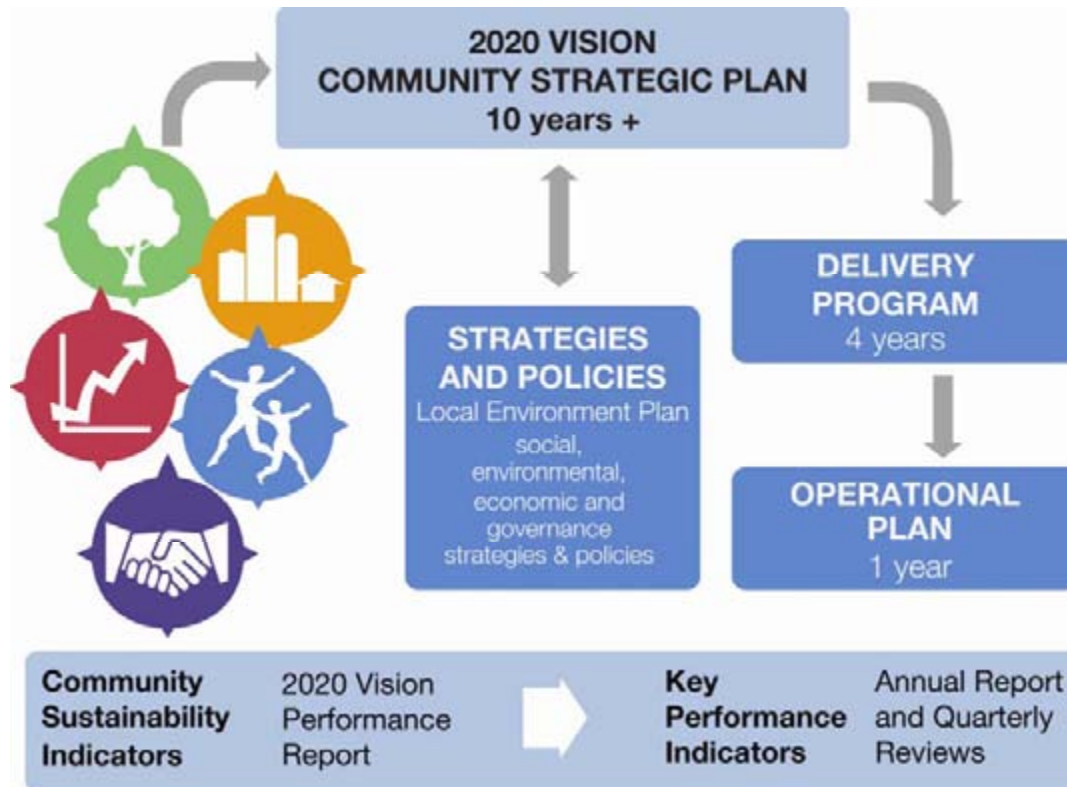 2020 VISION
COMMUNITY STRATEGIC PLAN
10 years +
STRATEGIES
AND POLICIES
Local Environment Plan
social,
environmental,
economic and
governance
strategies & policies
DELIVERY
PROGRAM
4 years
OPERATIONAL
PLAN
1 year
Community
Sustainability
Indicators
2020 Vision
Performance
Report
Key
Performance
Indicators
Annual Report
and Quarterly
Reviews